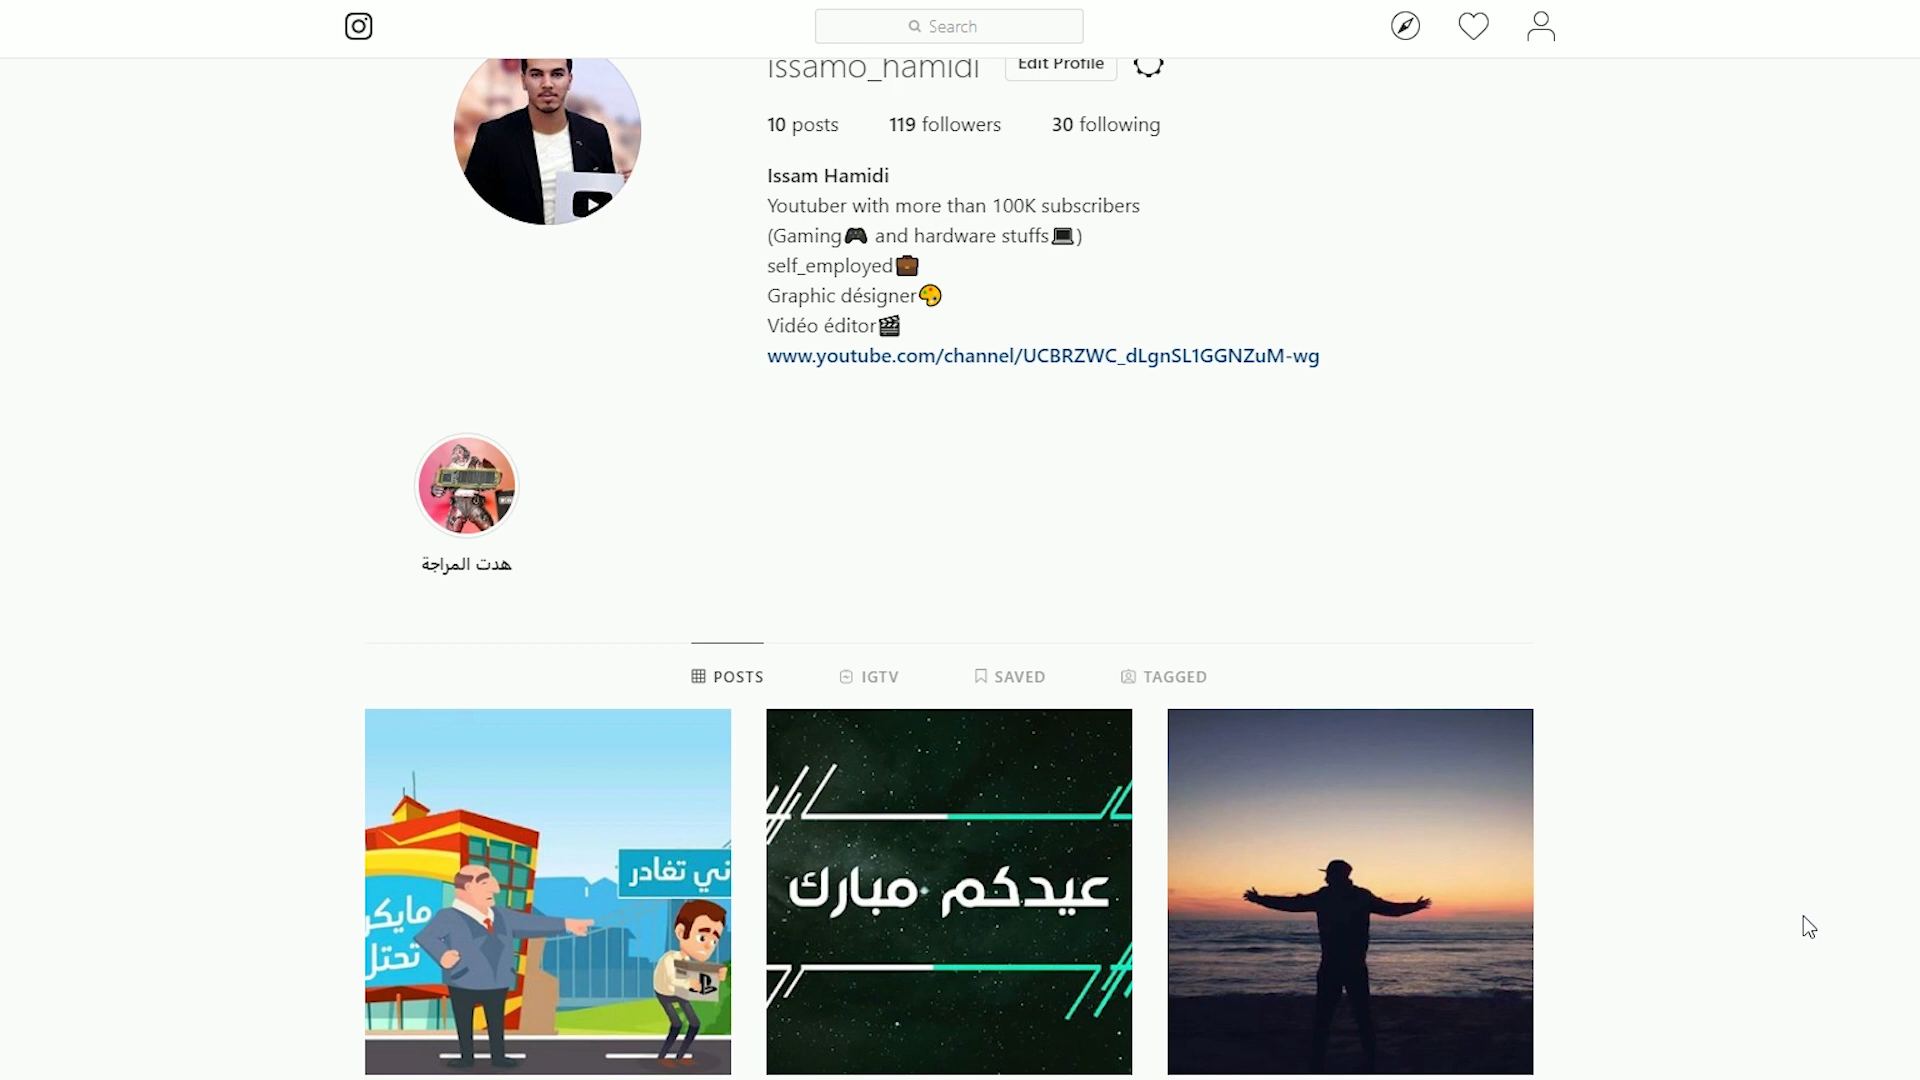 Search
issamo_hamidi
Edit Profile
10 posts
119 followers
30 following
Issam Hamidi
Youtuber with more than 100K subscribers
(Gaming🎮 and hardware stuffs💻)
self_employed💼
Graphic désigner🎨
Vidéo éditor🎬
www.youtube.com/channel/UCBRZWC_dLgnSL1GGNZuM-wg
هدت المراجة
POSTS
IGTV
SAVED
TAGGED
ني تغادر
مايكر
تحتل
عيدكم مبارك